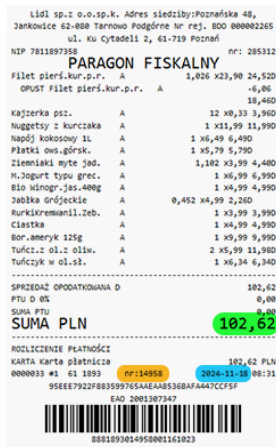 Lidl sp.z o.o.sp.k. Adres siedziby:Poznańska 48,
Jankowice 62-080 Tarnowo Podgórne Nr rej. BDO 000002265
ul. Ku Cytadeli 2, 61-719 Poznań
NIP 7811897358 nr: 285312
PARAGON FISKALNY
Filet pierś.kur.p.r. A 1,026 x23,90 24,52D
OPUST Filet pierś.kur.p.r. A -6,06
18,46D
Kajzerka psz. A 12 x0,33 3,96D
Nuggetsy z kurczaka A 1 x11,99 11,99D
Napój kokosowy 1L A 1 x6,49 6,49D
Płatki ows.górsk. A 1 x5,79 5,79D
Ziemniaki myte jad. A 1,102 x3,99 4,40D
M.Jogurt typu grec. A 1 x6,99 6,99D
Bio Winogr.jas.400g A 1 x4,99 4,99D
Jabłka Grójeckie A 0,452 x4,99 2,26D
RurkiKremWanil.Zeb. A 1 x3,99 3,99D
Ciastka A 1 x4,99 4,99D
Bor.ameryk 125g A 1 x9,99 9,99D
Tuńcz.z ol.z oliw. A 2 x5,99 11,98D
Tuńczyk w ol.sł. A 1 x6,34 6,34D
SPRZEDAŻ OPODATKOWANA D 102,62
PTU D 0% 0,00
SUMA PTU 0,00
SUMA PLN 102,62
ROZLICZENIE PŁATNOŚCI
KARTA Karta płatnicza 102,62 PLN
0000033 #1 61 1893 nr:14958 2024-11-18 08:31
95EEE7922F883599765AAEAA8536BAFA447CCF5F
EAO 2001307347
8881893014958001161023